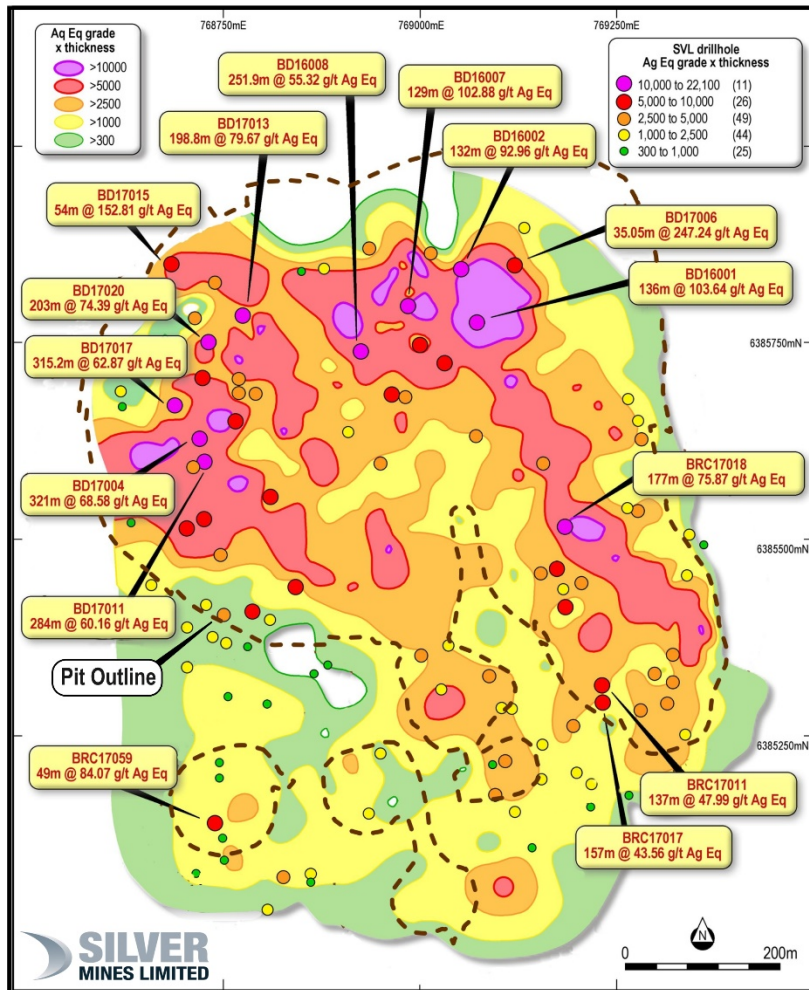 768750mE
769000mE
769250mE
Aq Eq grade
x thickness
>10000
>5000
>2500
>1000
>300
BD16008
251.9m @ 55.32 g/t Ag Eq
BD16007
129m @ 102.88 g/t Ag Eq
SVL drillhole
Ag Eq grade x thickness
10,000 to 22,100 (11)
5,000 to 10,000 (26)
2,500 to 5,000 (49)
1,000 to 2,500 (44)
300 to 1,000 (25)
BD17013
198.8m @ 79.67 g/t Ag Eq
BD16002
132m @ 92.96 g/t Ag Eq
BD17015
54m @ 152.81 g/t Ag Eq
BD17006
35.05m @ 247.24 g/t Ag Eq
BD17020
203m @ 74.39 g/t Ag Eq
BD16001
136m @ 103.64 g/t Ag Eq
BD17017
315.2m @ 62.87 g/t Ag Eq
6385750mN
BD17004
321m @ 68.58 g/t Ag Eq
BRC17018
177m @ 75.87 g/t Ag Eq
6385500mN
BD17011
284m @ 60.16 g/t Ag Eq
Pit Outline
6385250mN
BRC17059
49m @ 84.07 g/t Ag Eq
BRC17011
137m @ 47.99 g/t Ag Eq
BRC17017
157m @ 43.56 g/t Ag Eq
SILVER
MINES LIMITED
N
0 200m